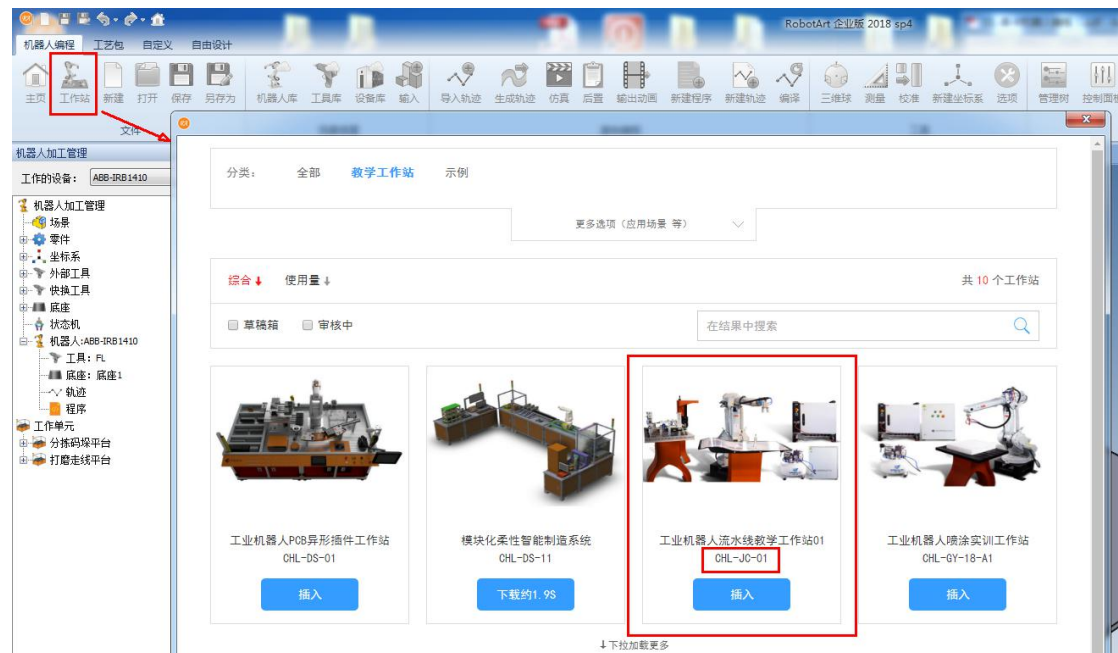 RobotArt 企业版 2018 sp4
机器人编程 工艺包 自定义 自由设计
主页 工作站 新建 打开 保存 另存为 机器人库 工具库 设备库 输入 导入轨迹 生成轨迹 仿真 后置 输出动画 新建程序 新建轨迹 编译 三维球 测量 校准 新建坐标系 选项 管理树 控制面板
文件
机器人加工管理
工作的设备： ABB-IRB1410
机器人加工管理
场景
零件
坐标系
外部工具
快换工具
底座
状态机
机器人:ABB-IRB1410
工具: FL
底座: 底座1
轨迹
程序
工作单元
分拣码垛平台
打磨走线平台
分类： 全部 教学工作站 示例
更多选项（应用场景 等）
综合↓ 使用量↓ 共 10 个工作站
草稿箱 审核中 在结果中搜索
工业机器人PCB异形插件工作站 模块化柔性智能制造系统 工业机器人流水线教学工作站01 工业机器人喷涂实训工作站
CHL-DS-01 CHL-DS-11 CHL-JC-01 CHL-GY-18-A1
插入 下载约1.9S 插入 插入
↓下拉加载更多